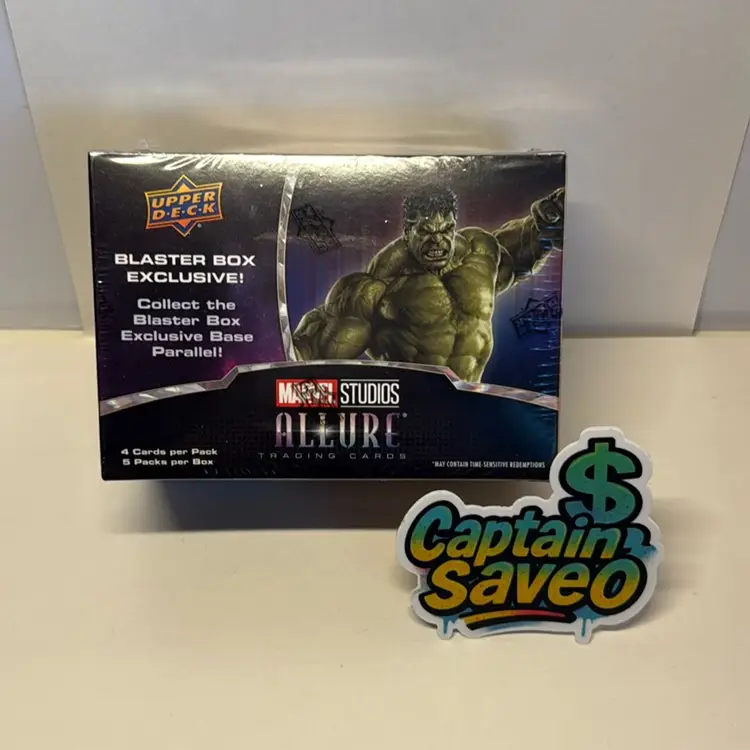 UPPER
D·E·C·K
BLASTER BOX
EXCLUSIVE!
Collect the
Blaster Box
Exclusive Base
Parallel!
MARVEL STUDIOS
ALLURE
TRADING CARDS
4 Cards per Pack
5 Packs per Box
*MAY CONTAIN TIME-SENSITIVE REDEMPTIONS
$
Captain
Saveo